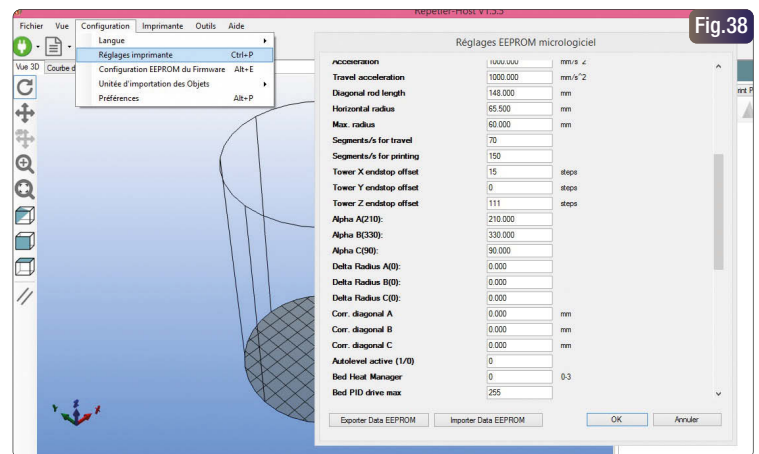 Repetier-Host V1.5.5
Fig.38
Fichier Vue Configuration Imprimante Outils Aide
Langue
Réglages imprimante Ctrl+P
Configuration EEPROM du Firmware Alt+E
Unitée d'importation des Objets
Préférences Alt+P
Vue 3D Courbe d
Réglages EEPROM micrologiciel
Acceleration 1000.000 mm/s^2
Travel acceleration 1000.000 mm/s^2
Diagonal rod length 148.000 mm
Horizontal radius 65.500 mm
Max. radius 60.000 mm
Segments/s for travel 70
Segments/s for printing 150
Tower X endstop offset 15 steps
Tower Y endstop offset 0 steps
Tower Z endstop offset 111 steps
Alpha A(210): 210.000
Alpha B(330): 330.000
Alpha C(90): 90.000
Delta Radius A(0): 0.000
Delta Radius B(0): 0.000
Delta Radius C(0): 0.000
Corr. diagonal A 0.000 mm
Corr. diagonal B 0.000 mm
Corr. diagonal C 0.000 mm
Autolevel active (1/0) 0
Bed Heat Manager 0 0-3
Bed PID drive max 255
Exporter Data EEPROM Importer Data EEPROM OK Annuler
rint P
Y Z X